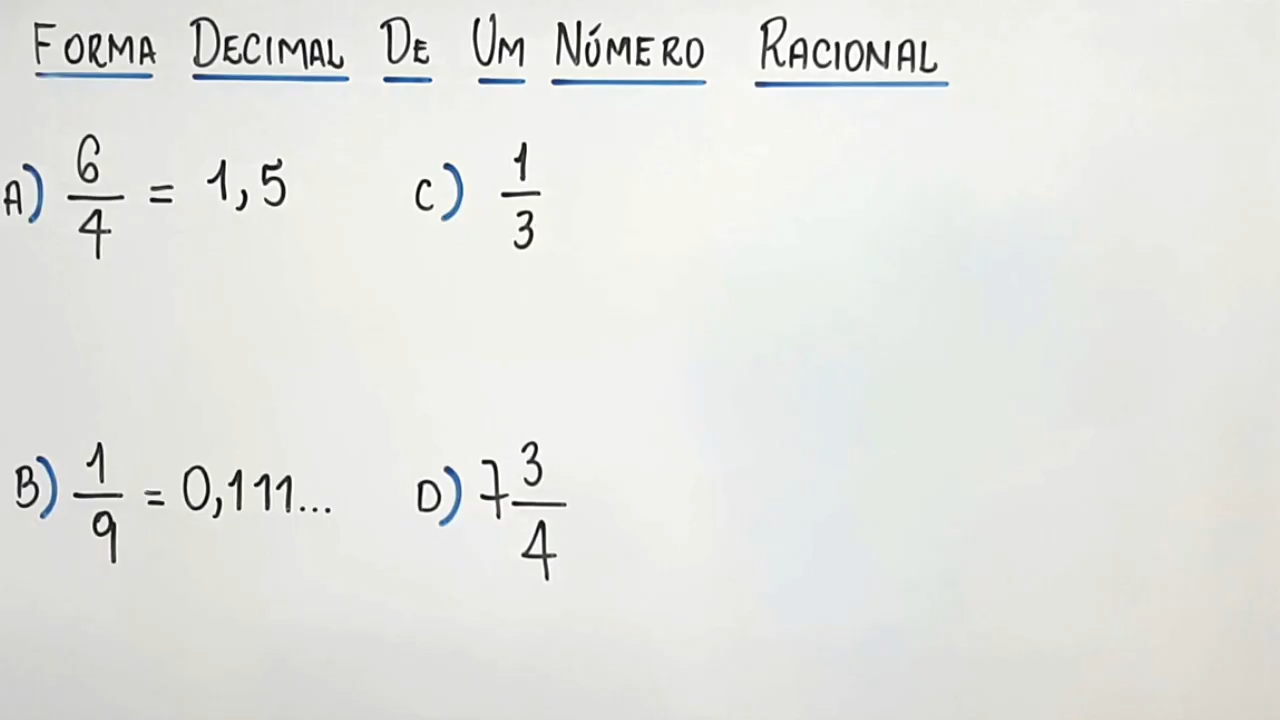 FORMA DECIMAL DE UM NÚMERO RACIONAL
A) 6/4 = 1,5
C) 1/3
B) 1/9 = 0,111...
D) 7 3/4